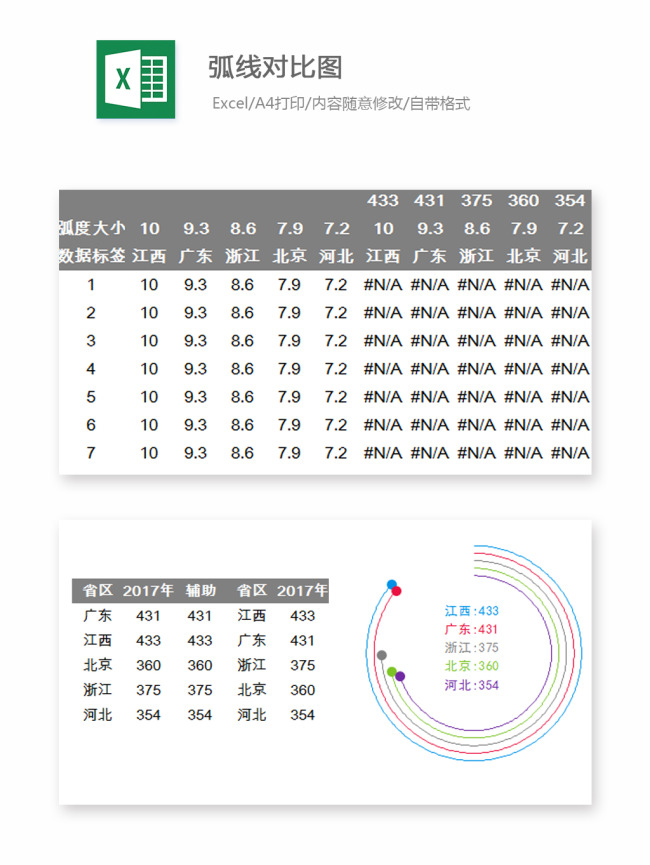 X
弧线对比图
Excel/A4打印/内容随意修改/自带格式
433 431 375 360 354
弧度大小 10 9.3 8.6 7.9 7.2 10 9.3 8.6 7.9 7.2
数据标签 江西 广东 浙江 北京 河北 江西 广东 浙江 北京 河北
1 10 9.3 8.6 7.9 7.2 #N/A #N/A #N/A #N/A #N/A
2 10 9.3 8.6 7.9 7.2 #N/A #N/A #N/A #N/A #N/A
3 10 9.3 8.6 7.9 7.2 #N/A #N/A #N/A #N/A #N/A
4 10 9.3 8.6 7.9 7.2 #N/A #N/A #N/A #N/A #N/A
5 10 9.3 8.6 7.9 7.2 #N/A #N/A #N/A #N/A #N/A
6 10 9.3 8.6 7.9 7.2 #N/A #N/A #N/A #N/A #N/A
7 10 9.3 8.6 7.9 7.2 #N/A #N/A #N/A #N/A #N/A
省区 2017年 辅助 省区 2017年
广东 431 431 江西 433
江西 433 433 广东 431
北京 360 360 浙江 375
浙江 375 375 北京 360
河北 354 354 河北 354
江西:433
广东:431
浙江:375
北京:360
河北:354